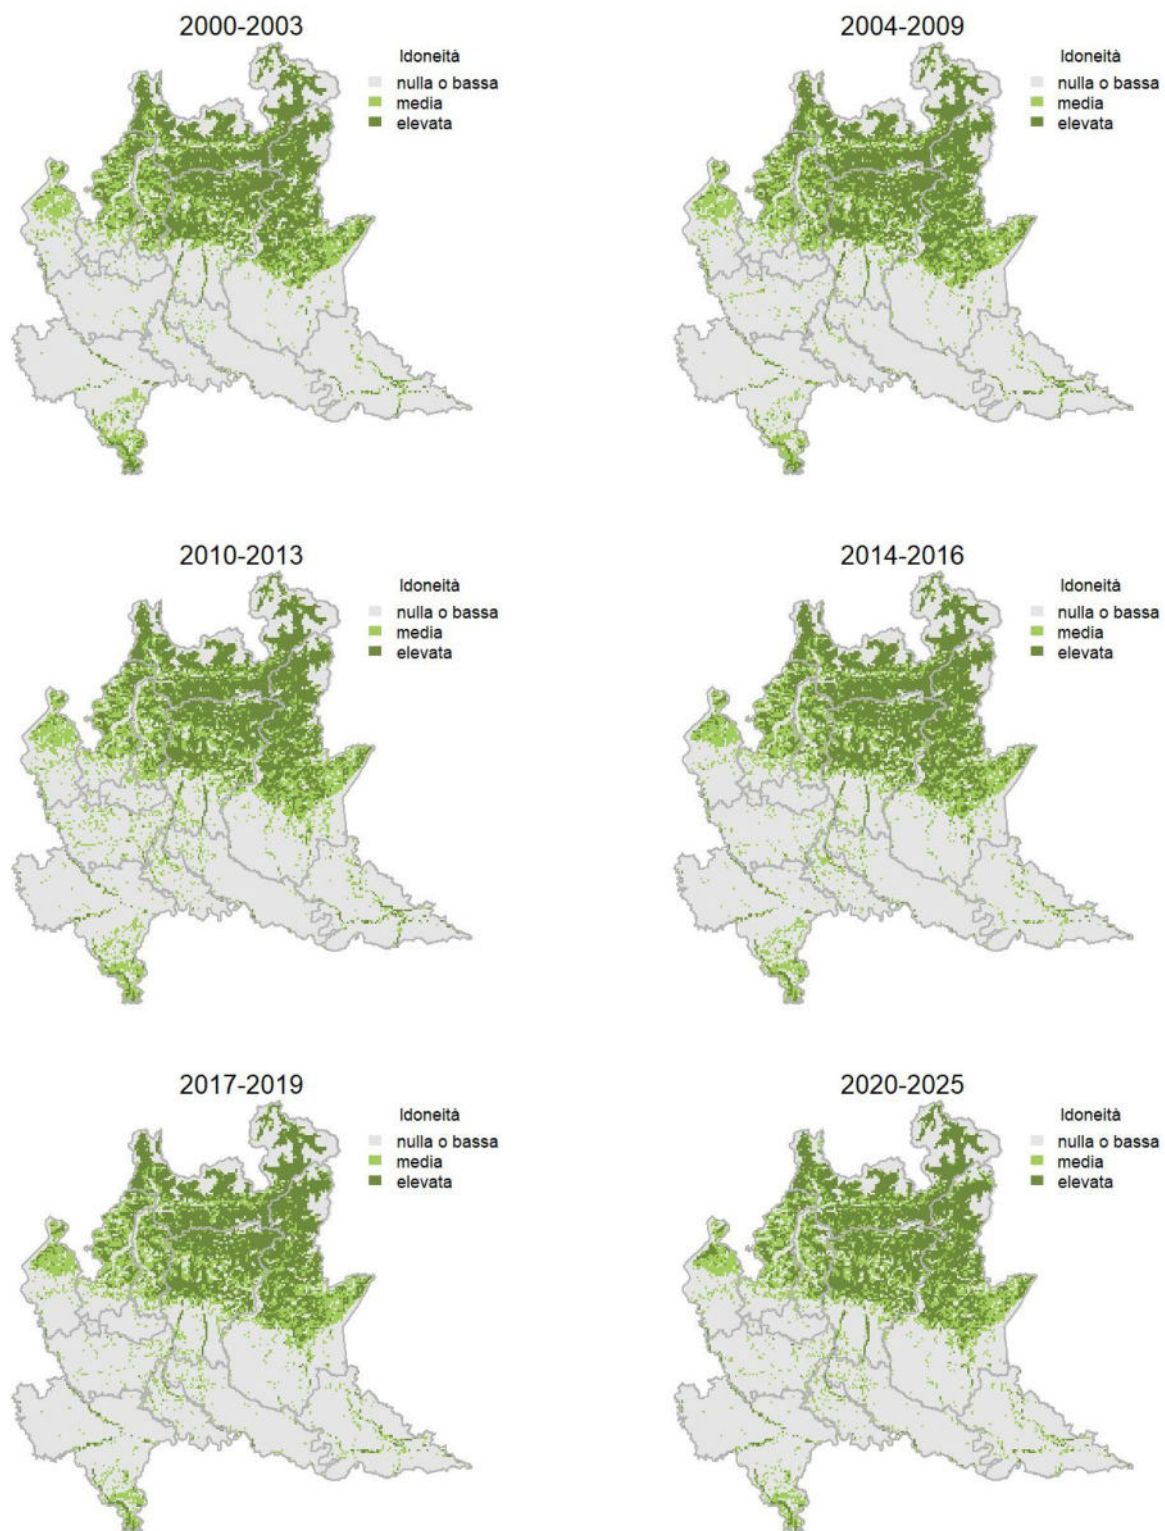 2000-2003
Idoneità
nulla o bassa
media
elevata
2004-2009
Idoneità
nulla o bassa
media
elevata
2010-2013
Idoneità
nulla o bassa
media
elevata
2014-2016
Idoneità
nulla o bassa
media
elevata
2017-2019
Idoneità
nulla o bassa
media
elevata
2020-2025
Idoneità
nulla o bassa
media
elevata